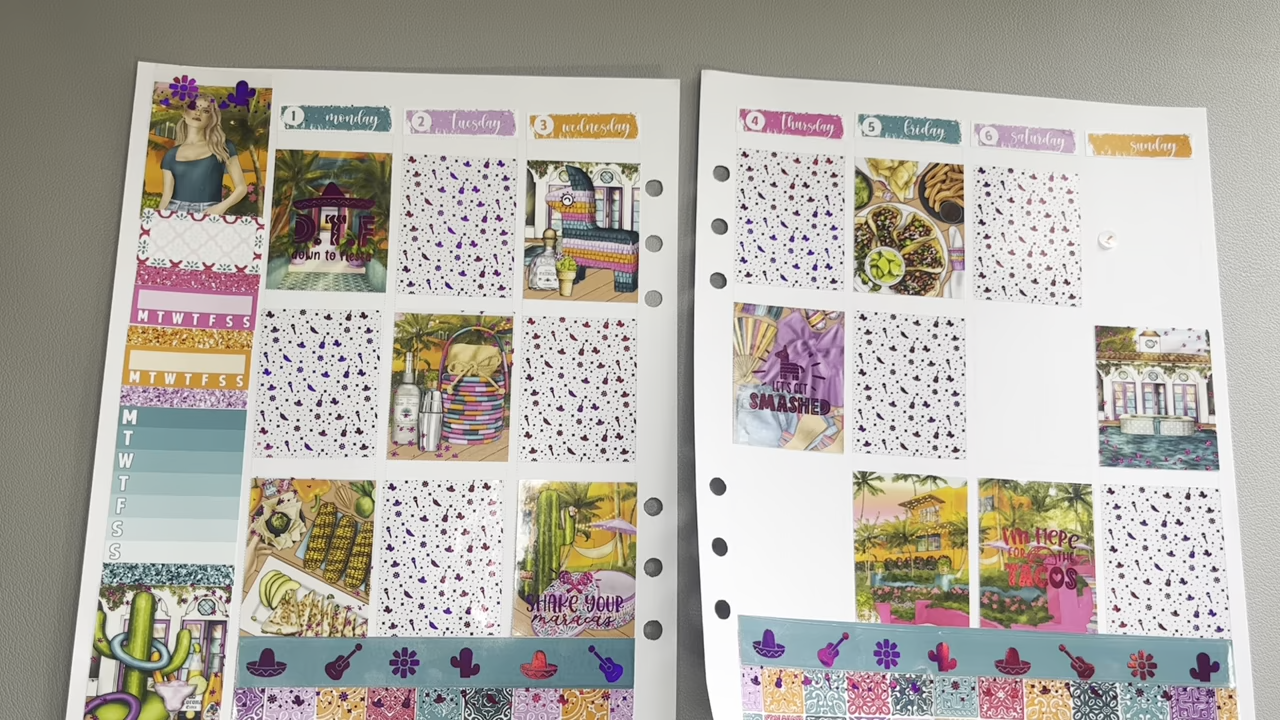 1 monday
2 Tuesday
3 wednesday
4 Thursday
5 friday
6 saturday
sunday
D.T.F
down to fiesta
M T W T F S S
M T W T F S S
M
T
W
T
F
S
S
LET'S GET
SMASHED
SHAKE YOUR
maracas
We Here
FOR THE
TACOS